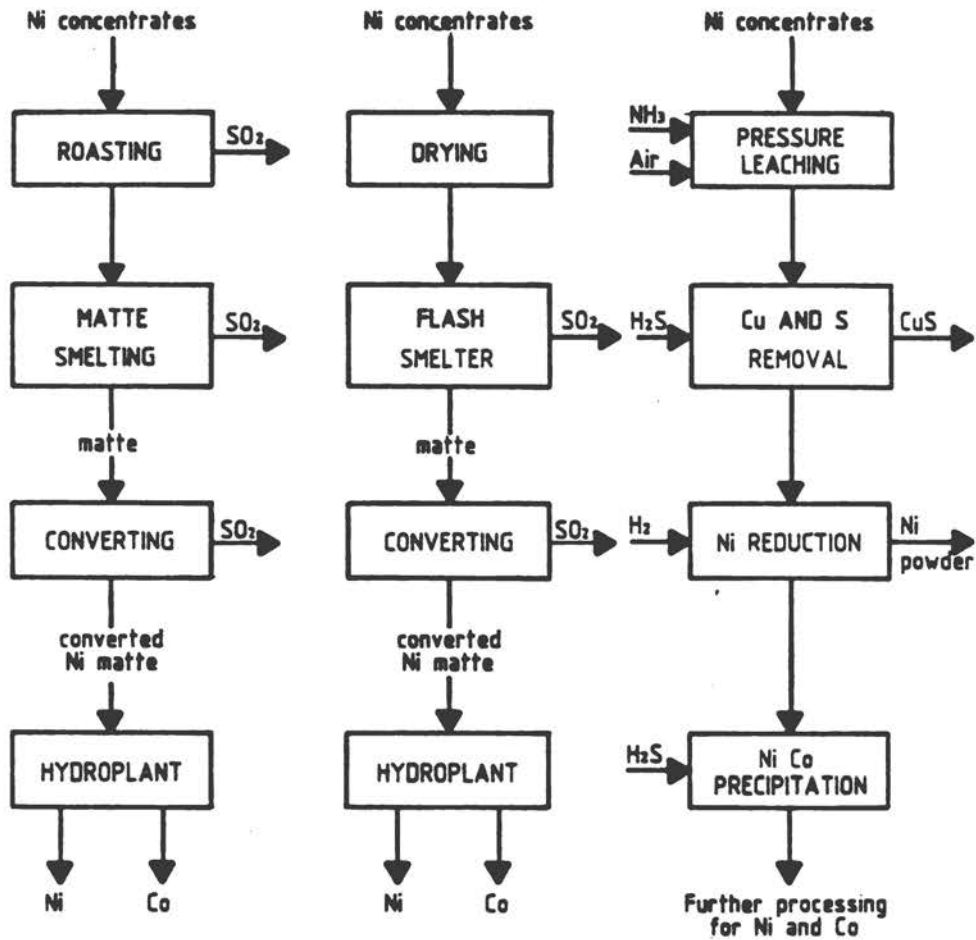 Ni concentrates
ROASTING
SO₂
MATTE
SMELTING
SO₂
matte
CONVERTING
SO₂
converted
Ni matte
HYDROPLANT
Ni
Co
Ni concentrates
DRYING
FLASH
SMELTER
SO₂
matte
CONVERTING
SO₂
converted
Ni matte
HYDROPLANT
Ni
Co
Ni concentrates
NH₃
Air
PRESSURE
LEACHING
H₂S
Cu AND S
REMOVAL
CuS
H₂
Ni REDUCTION
Ni
powder
H₂S
Ni Co
PRECIPITATION
Further processing
for Ni and Co